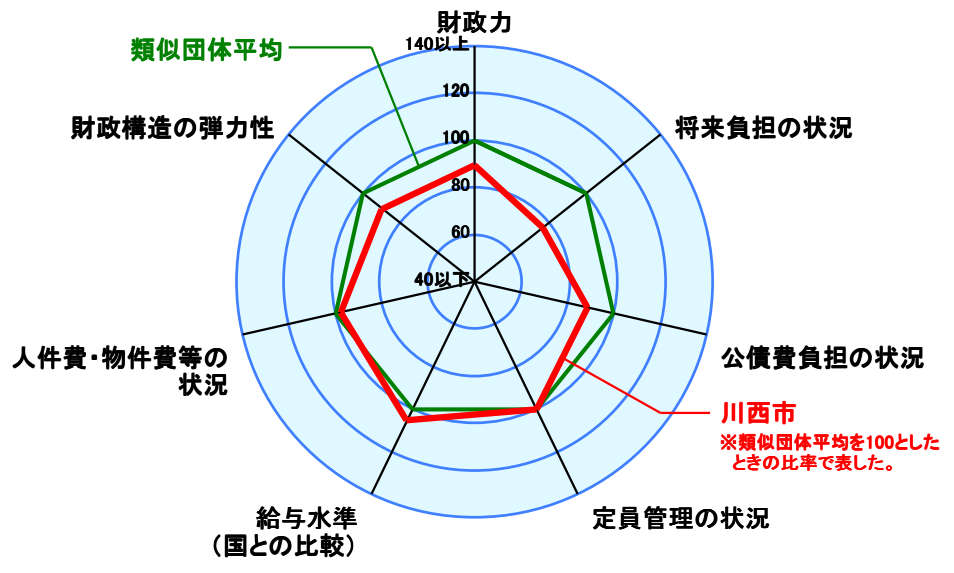 財政力
140以上
類似団体平均
120
財政構造の弾力性
将来負担の状況
100
80
60
40以下
人件費・物件費等の
状況
公債費負担の状況
川西市
※類似団体平均を100とした
ときの比率で表した。
給与水準
（国との比較）
定員管理の状況